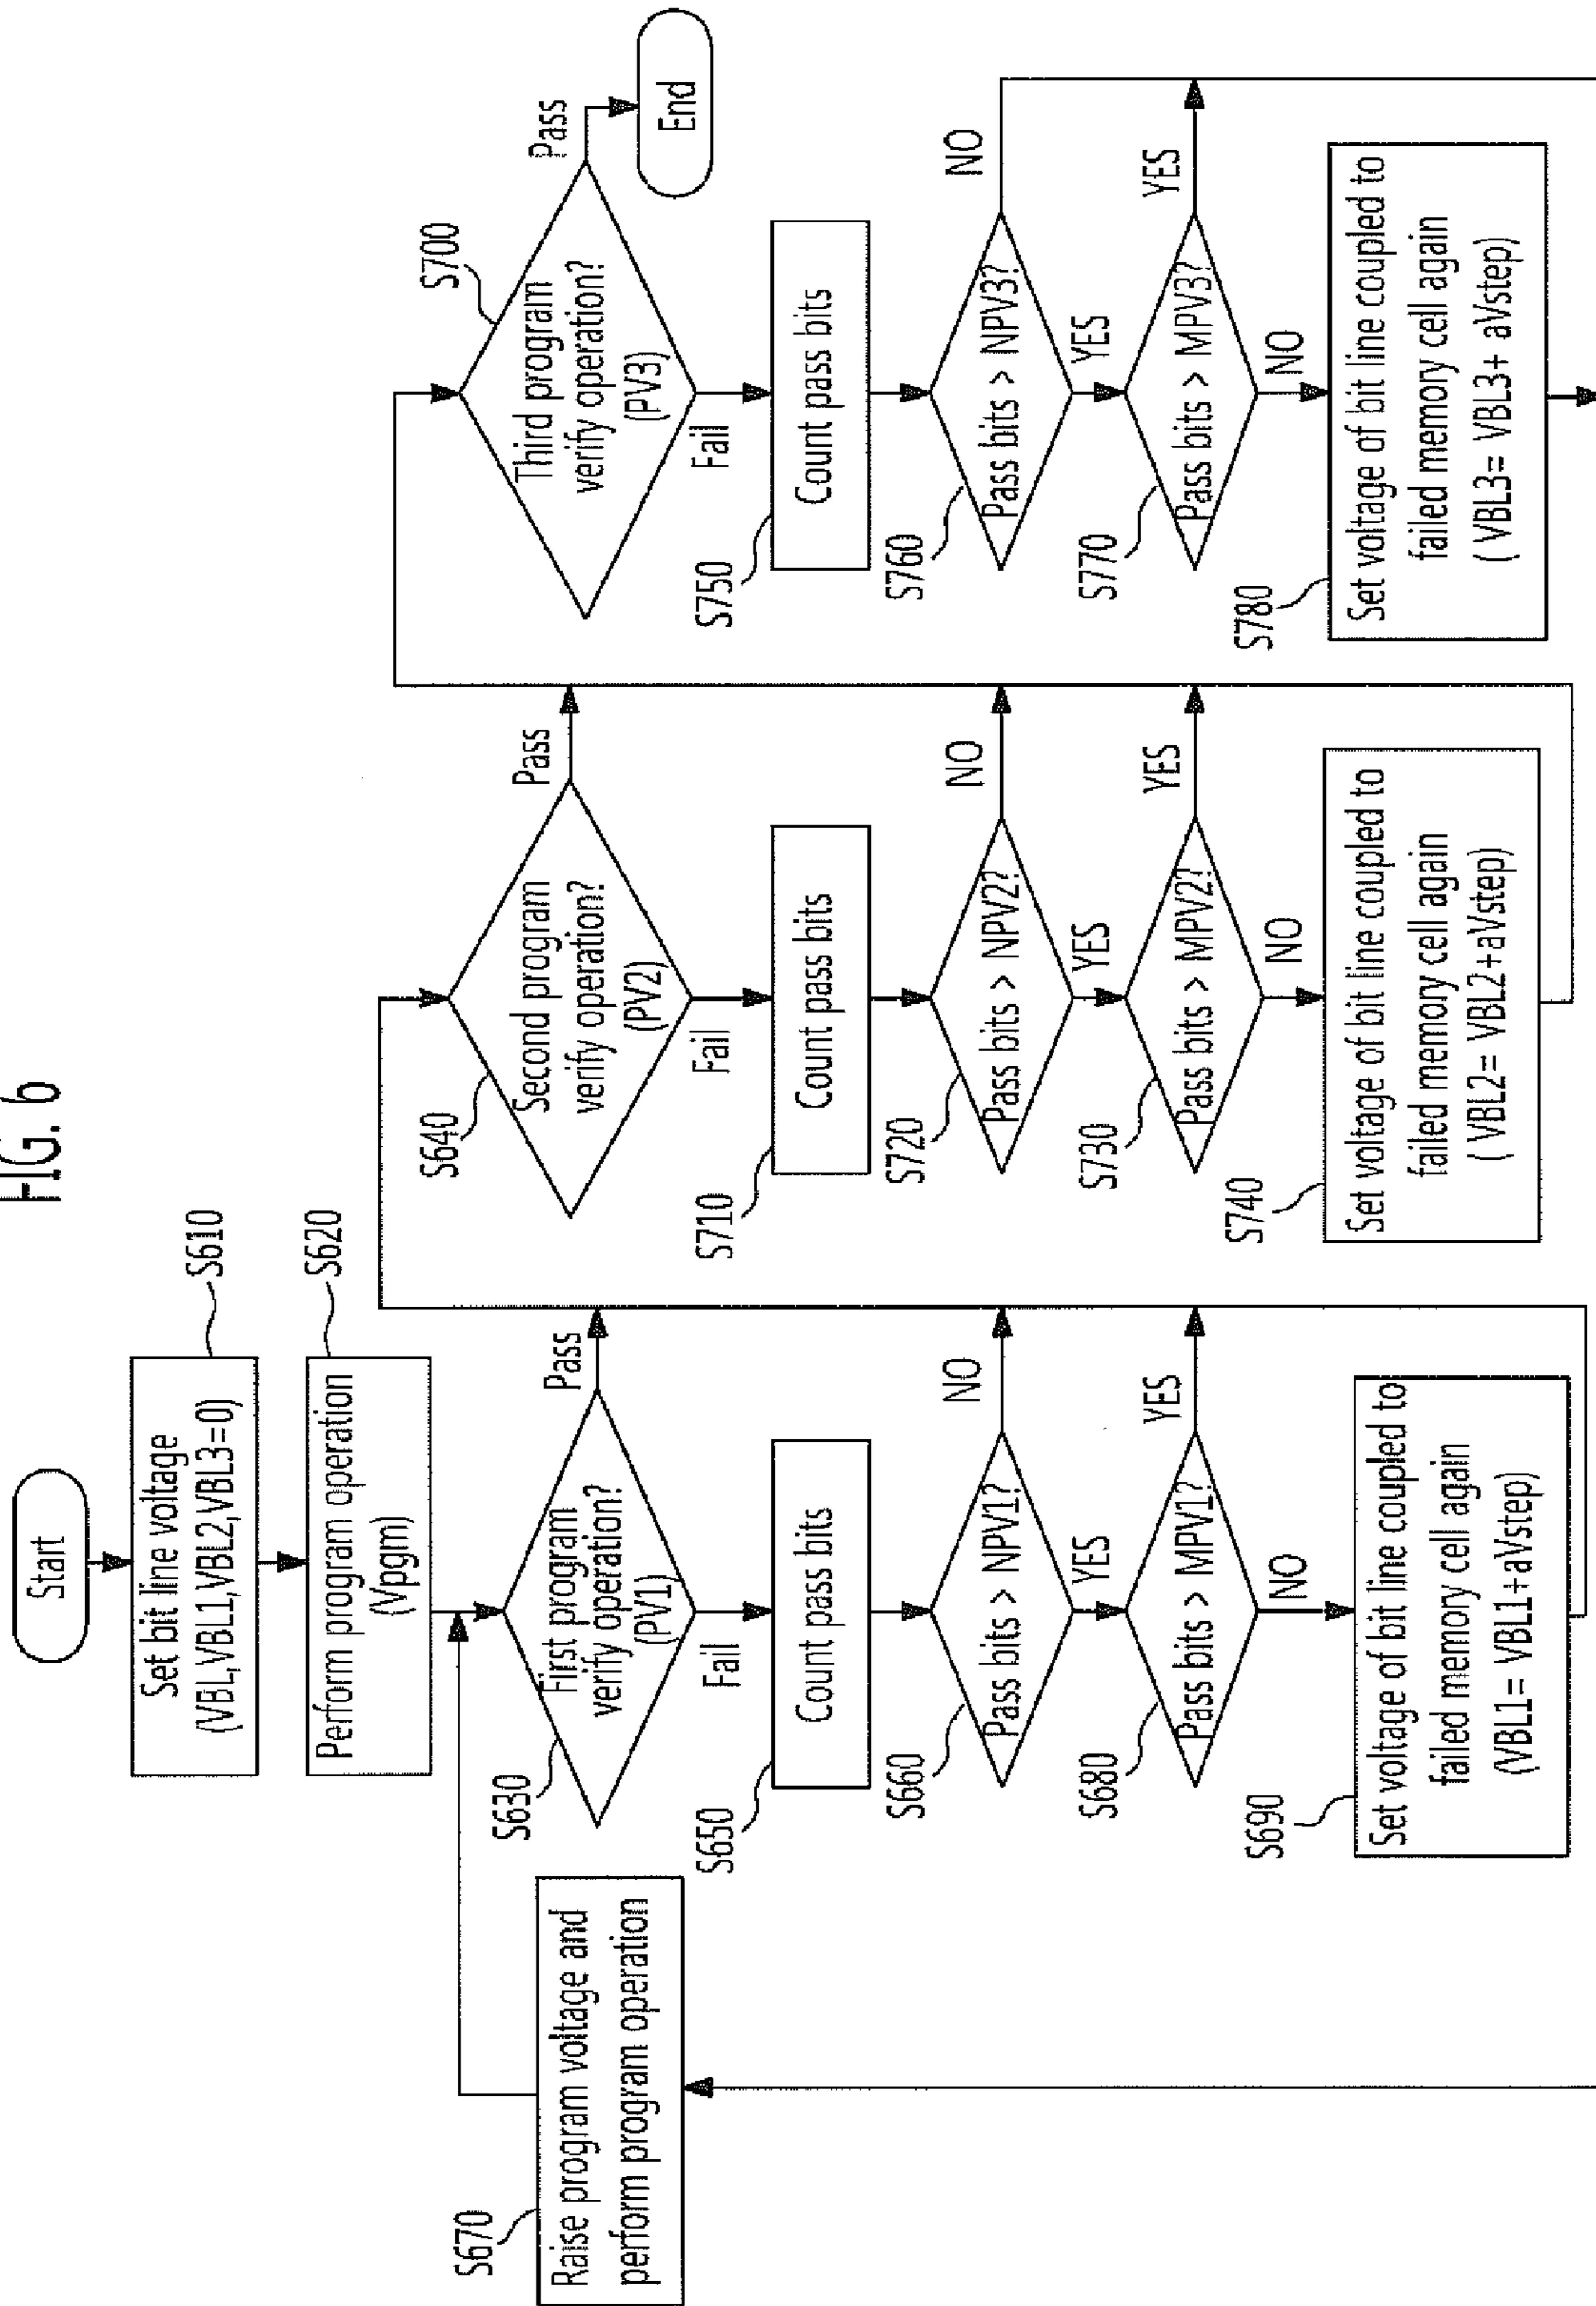 FIG. 6
Start
Set bit line voltage
(VBL,VBL1,VBL2,VBL3=0)
S610
Perform program operation
(Vpgm)
S620
S670
Raise program voltage and
perform program operation
S630
First program
verify operation?
(PV1)
Pass
Fail
S650
Count pass bits
S660
Pass bits > NPV1?
NO
YES
S680
Pass bits > MPV1?
YES
NO
S690
Set voltage of bit line coupled to
failed memory cell again
(VBL1= VBL1+aVstep)
S640
Second program
verify operation?
(PV2)
Pass
Fail
S710
Count pass bits
S720
Pass bits > NPV2?
NO
YES
S730
Pass bits > MPV2?
YES
NO
S740
Set voltage of bit line coupled to
failed memory cell again
( VBL2= VBL2+aVstep)
S700
Third program
verify operation?
(PV3)
Pass
End
Fail
S750
Count pass bits
S760
Pass bits > NPV3?
NO
YES
S770
Pass bits > MPV3?
YES
NO
S780
Set voltage of bit line coupled to
failed memory cell again
( VBL3= VBL3+ aVstep)